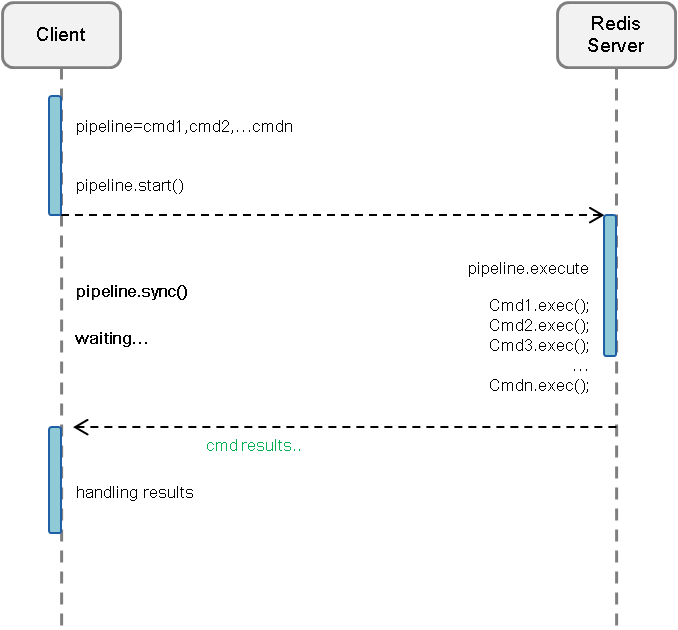 Client
Redis
Server
pipeline=cmd1,cmd2,...cmdn
pipeline.start()
pipeline.execute
pipeline.sync()
Cmd1.exec();
Cmd2.exec();
waiting...
Cmd3.exec();
...
Cmdn.exec();
cmd results..
handling results